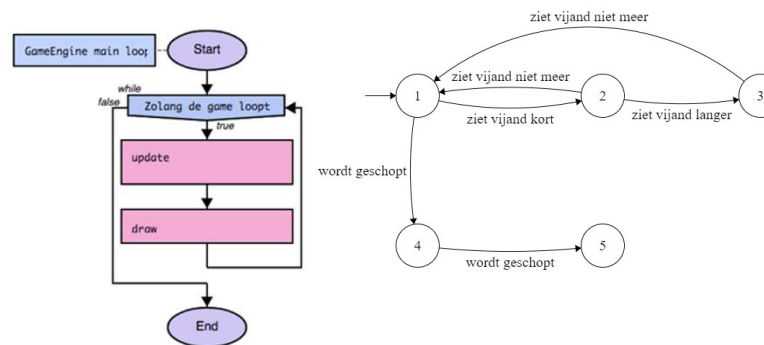 GameEngine main loop
Start
while
false
Zolang de game loopt
true
update
draw
End
ziet vijand niet meer
ziet vijand niet meer
1
2
3
ziet vijand kort
ziet vijand langer
wordt geschopt
4
5
wordt geschopt